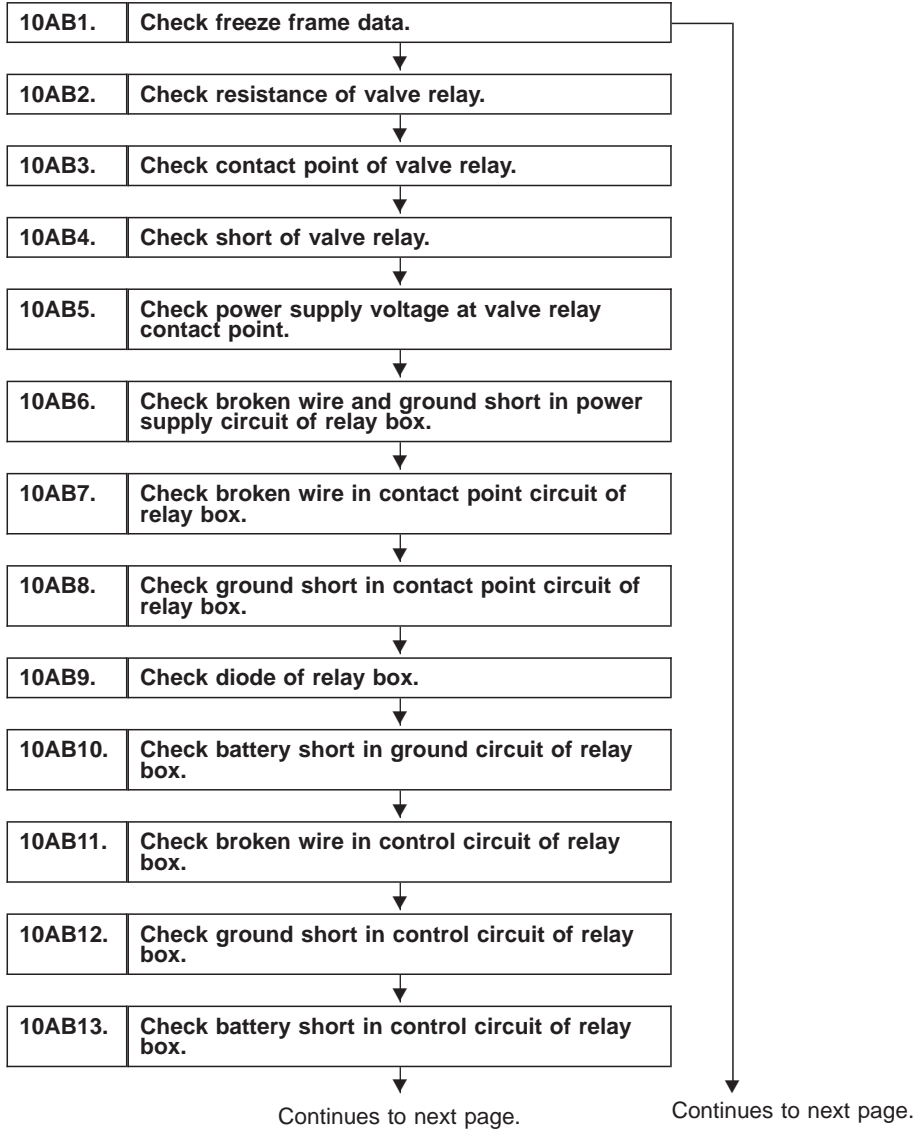 10AB1. Check freeze frame data.
10AB2. Check resistance of valve relay.
10AB3. Check contact point of valve relay.
10AB4. Check short of valve relay.
10AB5. Check power supply voltage at valve relay
contact point.
10AB6. Check broken wire and ground short in power
supply circuit of relay box.
10AB7. Check broken wire in contact point circuit of
relay box.
10AB8. Check ground short in contact point circuit of
relay box.
10AB9. Check diode of relay box.
10AB10. Check battery short in ground circuit of relay
box.
10AB11. Check broken wire in control circuit of relay
box.
10AB12. Check ground short in control circuit of relay
box.
10AB13. Check battery short in control circuit of relay
box.
Continues to next page.
Continues to next page.